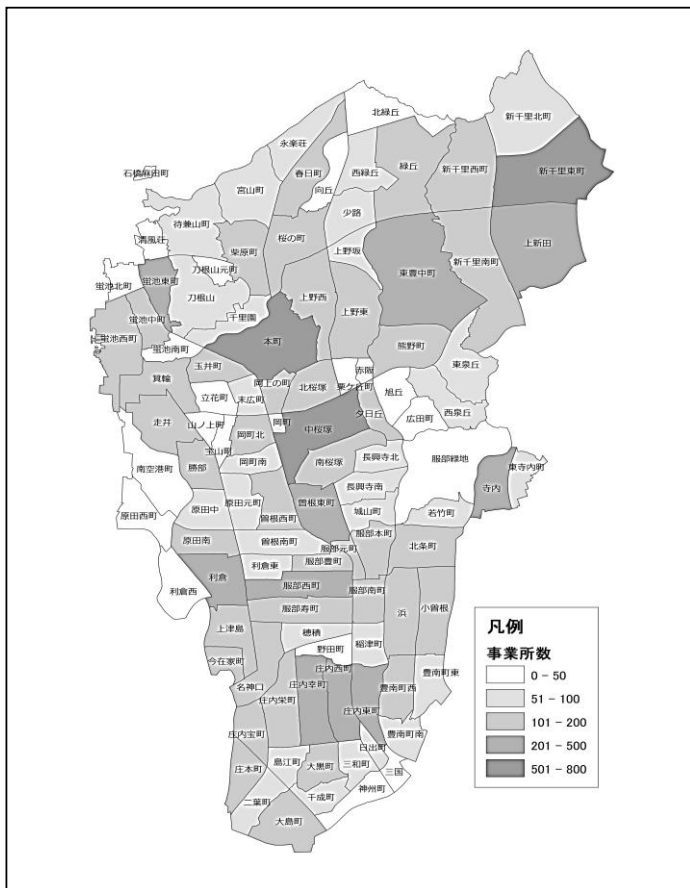 北緑丘
新千里北町
永楽荘
石橋麻田町
春日町
西緑丘
緑丘
新千里西町
新千里東町
宮山町
向丘
少路
待兼山町
柴原町
桜の町
上野坂
清風荘
東豊中町
新千里南町
上新田
刀根山元町
蛍池北町
蛍池東町
刀根山
上野西
上野東
蛍池中町
千里園
蛍池西町
本町
蛍池南町
熊野町
東泉丘
玉井町
赤阪
箕輪
岡上の町
北桜塚
栗ケ丘町
旭丘
立花町
末広町
夕日丘
西泉丘
走井
山ノ上町
岡町北
岡町
中桜塚
広田町
宝山町
南空港町
勝部
岡町南
南桜塚
長興寺北
服部緑地
東寺内町
長興寺南
寺内
原田西町
原田中
原田元町
曽根東町
曽根西町
城山町
若竹町
原田南
曽根南町
服部元町
服部本町
北条町
利倉東
服部豊町
利倉
服部西町
服部南町
利倉西
浜
小曽根
服部寿町
上津島
穂積
稲津町
野田町
今在家町
庄内西町
豊南町東
名神口
庄内幸町
豊南町西
庄内栄町
庄内東町
庄内宝町
豊南町南
日出町
庄本町
島江町
大黒町
三和町
三国
神州町
二葉町
千成町
大島町
凡例
事業所数
0 - 50
51 - 100
101 - 200
201 - 500
501 - 800